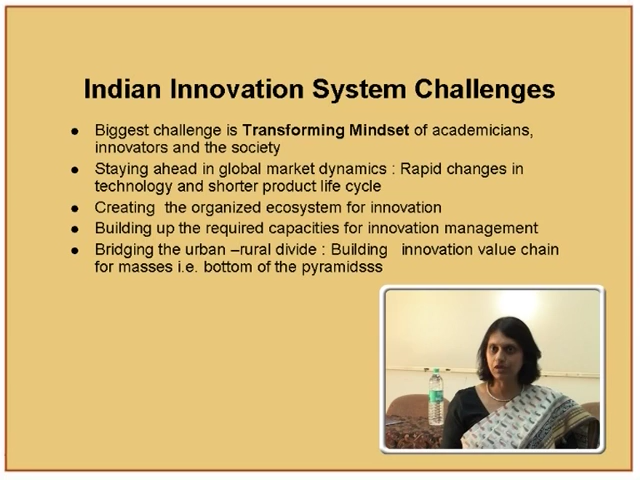 Indian Innovation System Challenges
● Biggest challenge is Transforming Mindset of academicians,
innovators and the society
● Staying ahead in global market dynamics : Rapid changes in
technology and shorter product life cycle
● Creating  the organized ecosystem for innovation
● Building up the required capacities for innovation management
● Bridging the urban –rural divide : Building   innovation value chain
for masses i.e. bottom of the pyramidsss